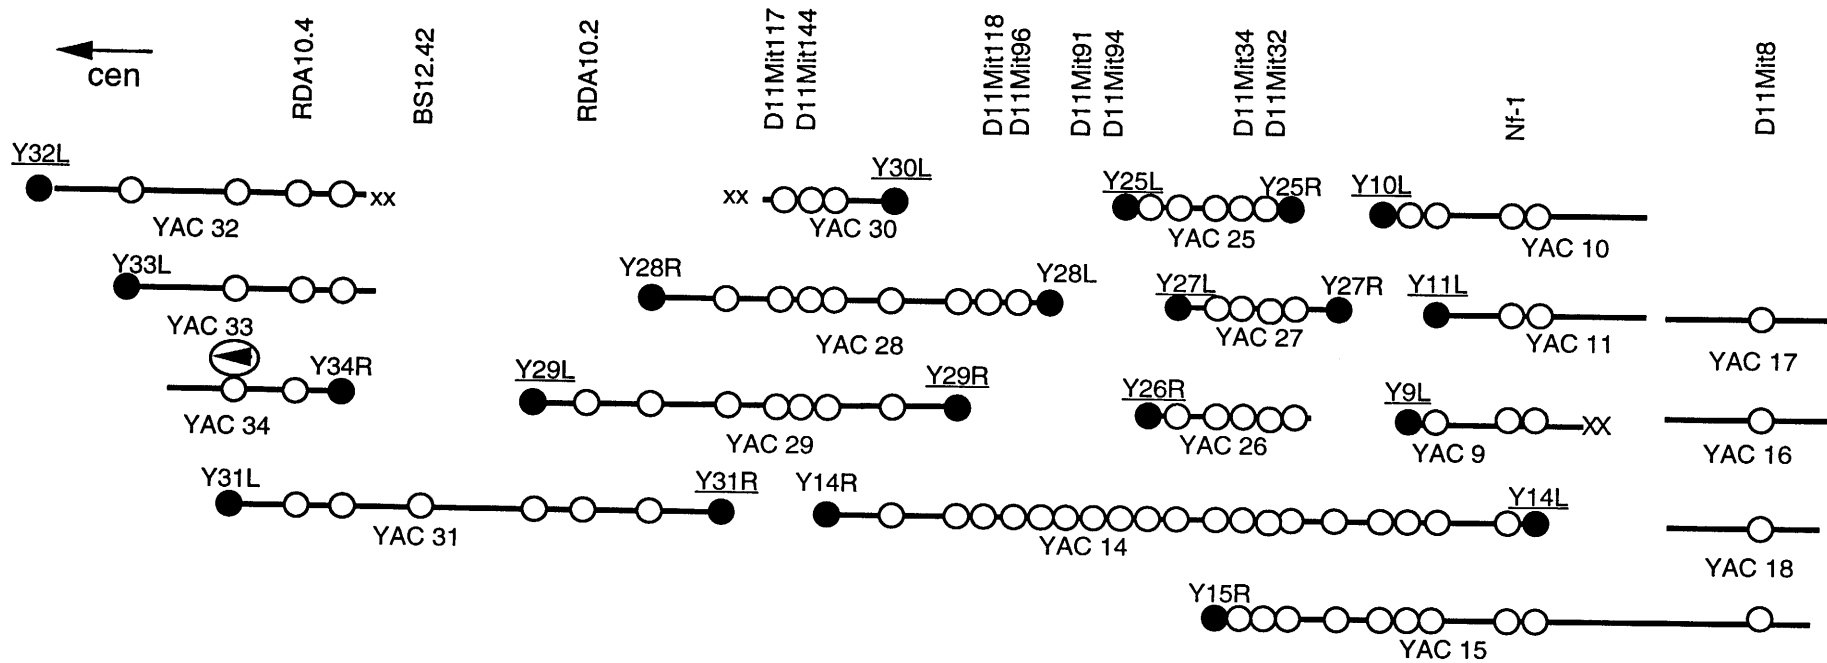 cen
RDA10.4
BS12.42
RDA10.2
D11Mit117
D11Mit144
D11Mit118
D11Mit96
D11Mit91
D11Mit94
D11Mit34
D11Mit32
Nf-1
D11Mit8
Y32L
xx
YAC 32
xx
Y30L
YAC 30
Y25L
Y25R
YAC 25
Y10L
YAC 10
Y33L
YAC 33
Y28R
Y28L
YAC 28
Y27L
Y27R
YAC 27
Y11L
YAC 11
YAC 17
Y34R
YAC 34
Y29L
Y29R
YAC 29
Y26R
YAC 26
Y9L
XX
YAC 9
YAC 16
Y31L
Y31R
YAC 31
Y14R
Y14L
YAC 14
YAC 18
Y15R
YAC 15